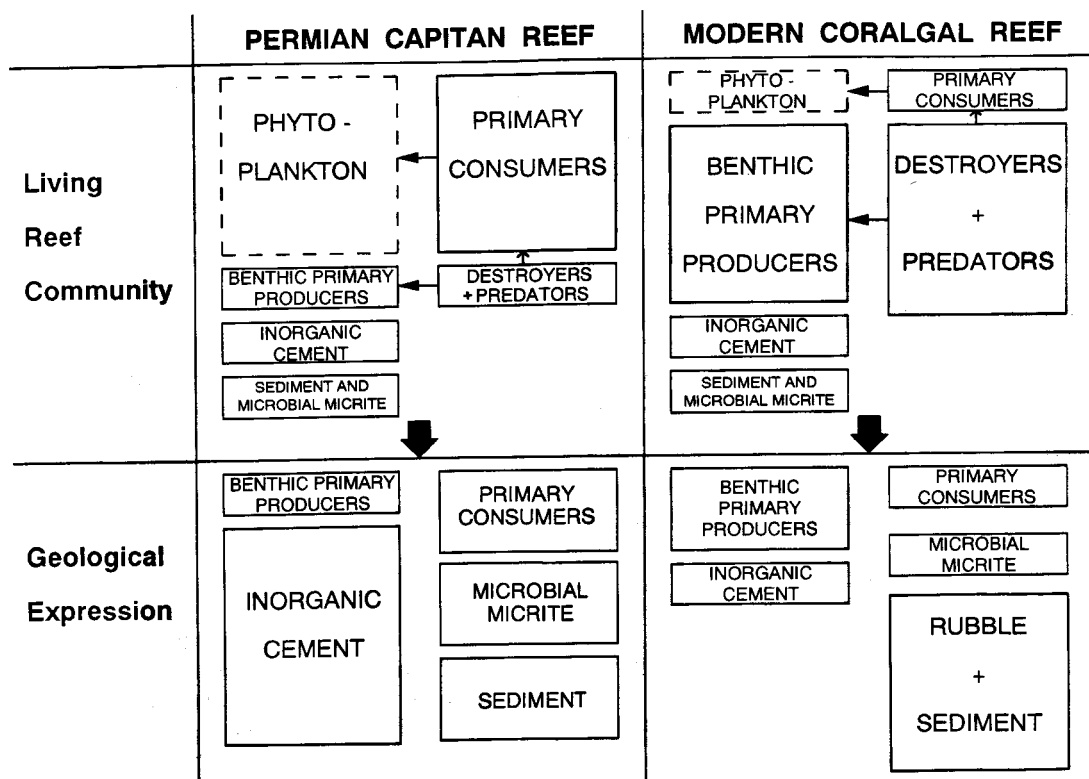 PERMIAN CAPITAN REEF
MODERN CORALGAL REEF
Living
Reef
Community
PHYTO -
PLANKTON
PRIMARY
CONSUMERS
BENTHIC PRIMARY
PRODUCERS
DESTROYERS
+ PREDATORS
INORGANIC
CEMENT
SEDIMENT AND
MICROBIAL MICRITE
PHYTO -
PLANKTON
PRIMARY
CONSUMERS
BENTHIC
PRIMARY
PRODUCERS
DESTROYERS
+
PREDATORS
INORGANIC
CEMENT
SEDIMENT AND
MICROBIAL MICRITE
Geological
Expression
BENTHIC PRIMARY
PRODUCERS
PRIMARY
CONSUMERS
INORGANIC
CEMENT
MICROBIAL
MICRITE
SEDIMENT
BENTHIC
PRIMARY
PRODUCERS
PRIMARY
CONSUMERS
INORGANIC
CEMENT
MICROBIAL
MICRITE
RUBBLE
+
SEDIMENT